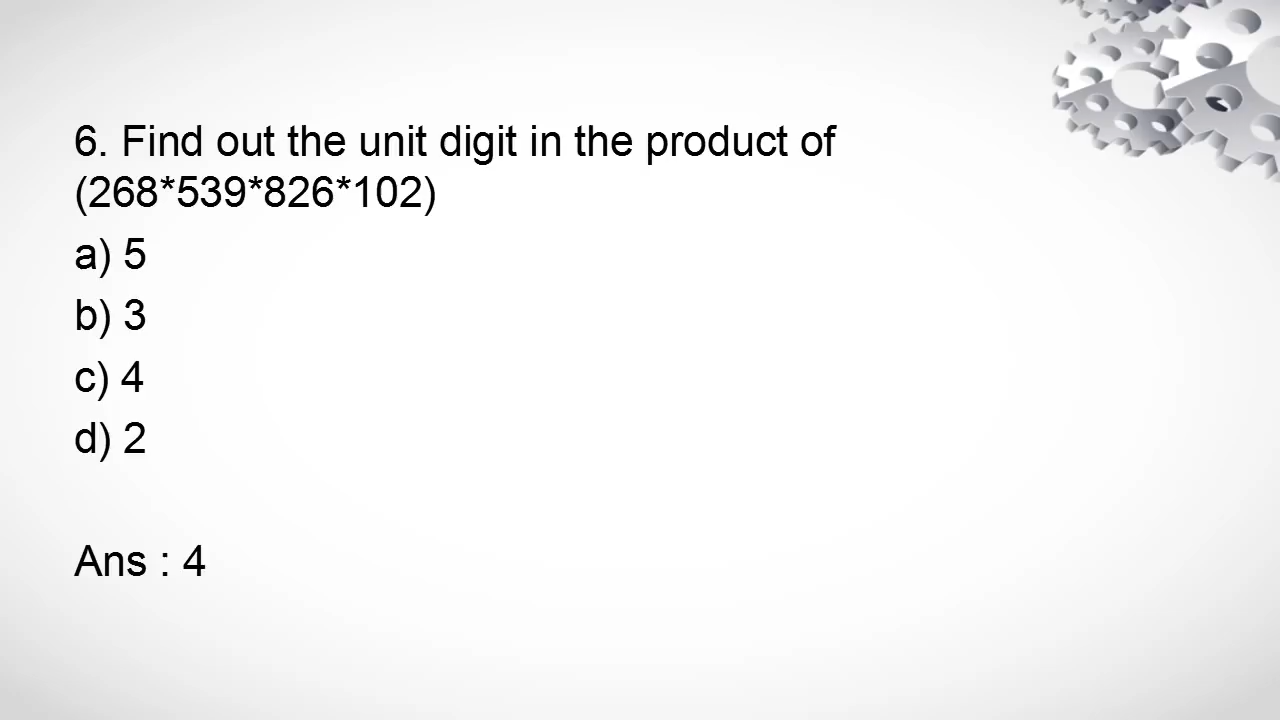 6. Find out the unit digit in the product of
(268*539*826*102)
a) 5
b) 3
c) 4
d) 2
Ans : 4